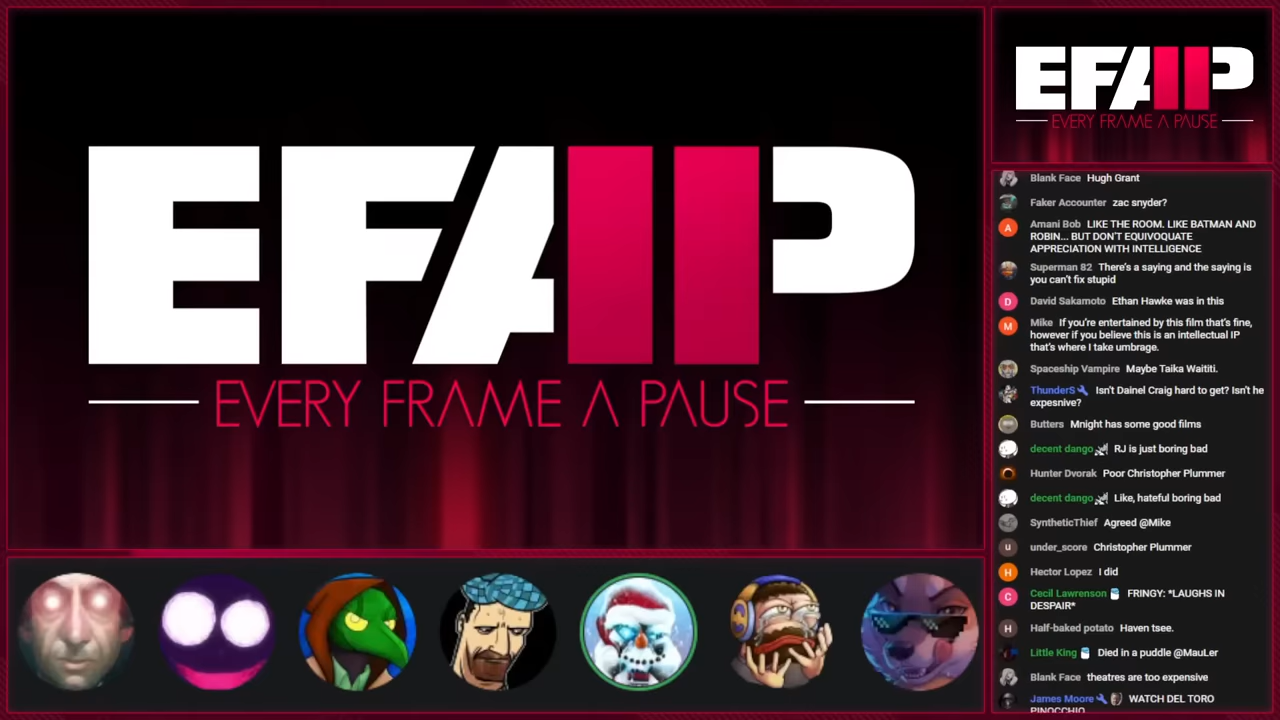 EFAP
EVERY FRAME A PAUSE
EFAP
EVERY FRAME A PAUSE
Blank Face Hugh Grant
Faker Accounter zac snyder?
A
Amani Bob LIKE THE ROOM. LIKE BATMAN AND
ROBIN... BUT DON'T EQUIVOQUATE
APPRECIATION WITH INTELLIGENCE
Superman 82 There's a saying and the saying is
you can't fix stupid
D
David Sakamoto Ethan Hawke was in this
M
Mike If you're entertained by this film that's fine,
however if you believe this is an intellectual IP
that's where I take umbrage.
Spaceship Vampire Maybe Taika Waititi.
ThunderS Isn't Dainel Craig hard to get? Isn't he
expesnive?
Butters Mnight has some good films
decent dango RJ is just boring bad
Hunter Dvorak Poor Christopher Plummer
decent dango Like, hateful boring bad
SyntheticThief Agreed @Mike
u
under_score Christopher Plummer
H
Hector Lopez I did
C
Cecil Lawrenson FRINGY: *LAUGHS IN
DESPAIR*
H
Half-baked potato Haven tsee.
Little King Died in a puddle @MauLer
Blank Face theatres are too expensive
James Moore WATCH DEL TORO
PINOCCHIO